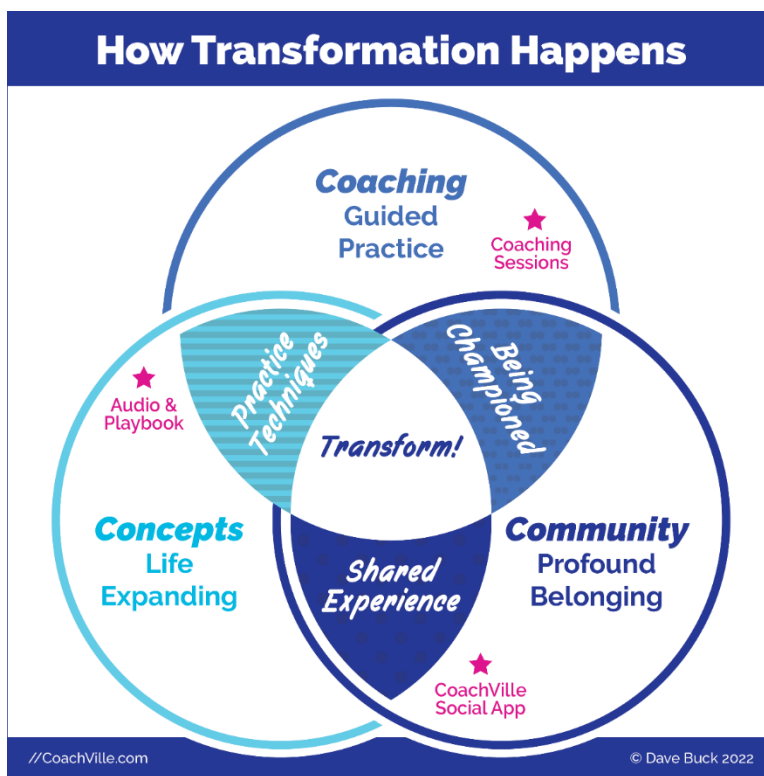 How Transformation Happens
Coaching
Guided
Practice
Coaching
Sessions
Practice
Techniques
Being
Championed
Audio &
Playbook
Transform!
Concepts
Life
Expanding
Community
Profound
Belonging
Shared
Experience
CoachVille
Social App
//CoachVille.com
© Dave Buck 2022